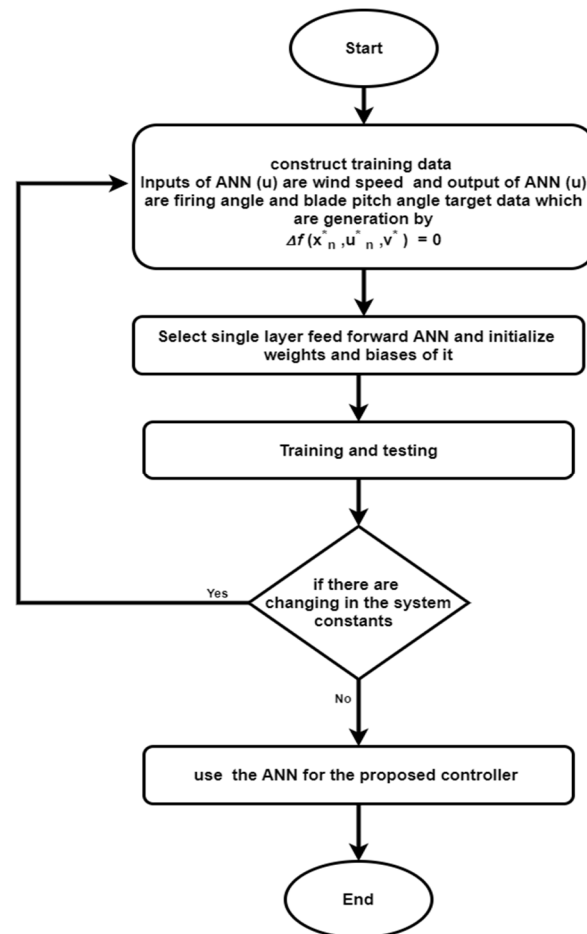 Start
construct training data
Inputs of ANN (u) are wind speed and output of ANN (u)
are firing angle and blade pitch angle target data which
are generation by
Δf (x*n ,u*n ,v* ) = 0
Select single layer feed forward ANN and initialize
weights and biases of it
Training and testing
if there are
changing in the system
constants
Yes
No
use the ANN for the proposed controller
End